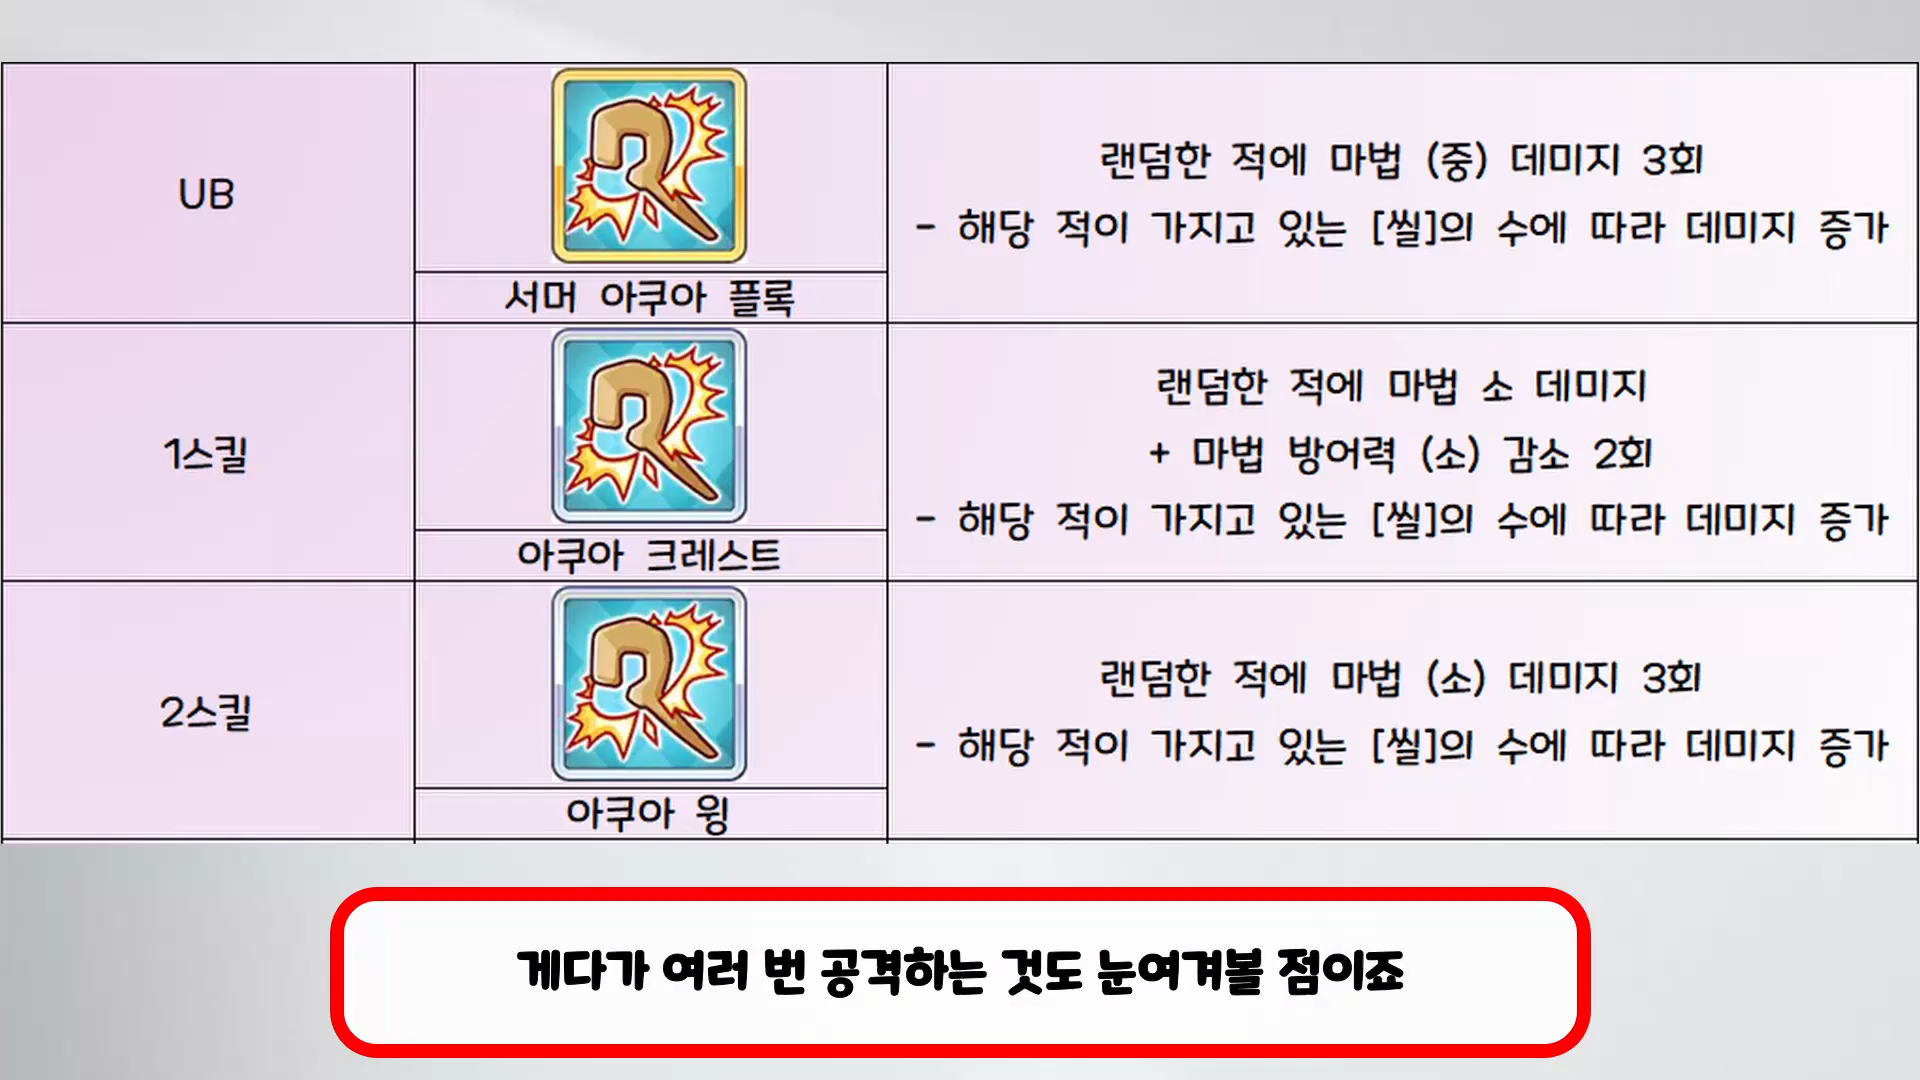 UB
서머 아쿠아 플록
랜덤한 적에 마법 (중) 데미지 3회
- 해당 적이 가지고 있는 [씰]의 수에 따라 데미지 증가
1스킬
아쿠아 크레스트
랜덤한 적에 마법 소 데미지
+ 마법 방어력 (소) 감소 2회
- 해당 적이 가지고 있는 [씰]의 수에 따라 데미지 증가
2스킬
아쿠아 윙
랜덤한 적에 마법 (소) 데미지 3회
- 해당 적이 가지고 있는 [씰]의 수에 따라 데미지 증가
게다가 여러 번 공격하는 것도 눈여겨볼 점이죠